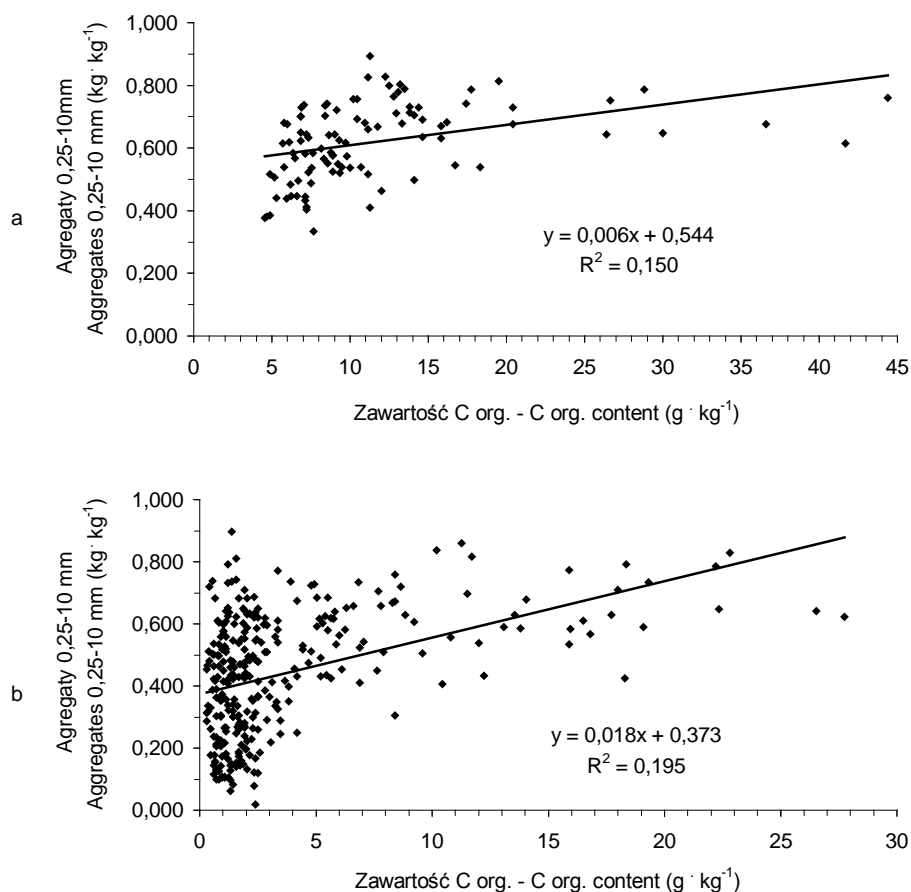 a
Agregaty 0,25-10mm
Aggregates 0,25-10 mm (kg · kg⁻¹)
1,000
0,800
0,600
0,400
0,200
0,000
y = 0,006x + 0,544
R² = 0,150
0 5 10 15 20 25 30 35 40 45
Zawartość C org. - C org. content (g · kg⁻¹)
b
Agregaty 0,25-10 mm
Aggregates 0,25-10 mm (kg · kg⁻¹)
1,000
0,800
0,600
0,400
0,200
0,000
y = 0,018x + 0,373
R² = 0,195
0 5 10 15 20 25 30
Zawartość C org. - C org. content (g · kg⁻¹)